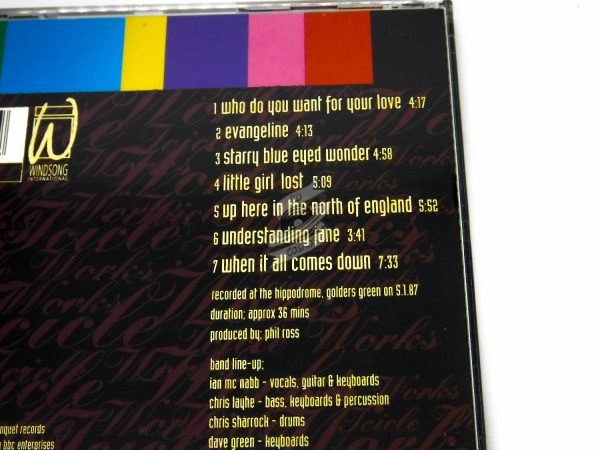 1 who do you want for your love 4:17
2 evangeline 4:13
3 starry blue eyed wonder 4:58
4 little girl lost 5:09
5 up here in the north of england 5:52
6 understanding jane 3:41
7 when it all comes down 7:33
recorded at the hippodrome, golders green on 5.1.87
duration; approx 36 mins
produced by; phil ross
band line-up;
ian mc nabb - vocals, guitar & keyboards
chris layhe - bass, keyboards & percussion
chris sharrock - drums
dave green - keyboards
W
WINDSONG
INTERNATIONAL
nquet records
bbc enterprises
Icicle Works